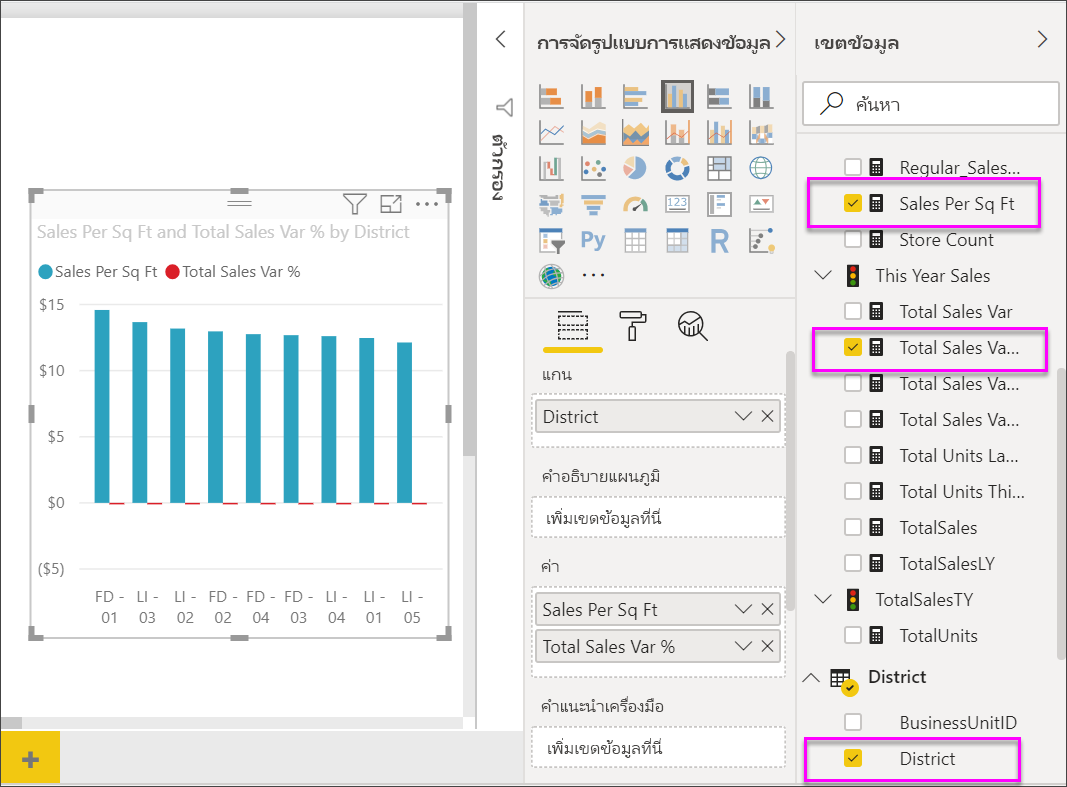 Sales Per Sq Ft and Total Sales Var % by District
Sales Per Sq Ft Total Sales Var %
$15
$10
$5
$0
($5)
FD - LI - LI - FD - FD - FD - LI - LI - LI -
01 03 02 02 04 03 04 01 05
+
ตัวกรอง
การจัดรูปแบบการแสดงข้อมูล
123
Py
R
แกน
District
คำอธิบายแผนภูมิ
เพิ่มเขตข้อมูลที่นี่
ค่า
Sales Per Sq Ft
Total Sales Var %
คำแนะนำเครื่องมือ
เพิ่มเขตข้อมูลที่นี่
เขตข้อมูล
ค้นหา
Regular_Sales...
Sales Per Sq Ft
Store Count
This Year Sales
Total Sales Var
Total Sales Va...
Total Sales Va...
Total Sales Va...
Total Units La...
Total Units Thi...
TotalSales
TotalSalesLY
TotalSalesTY
TotalUnits
District
BusinessUnitID
District